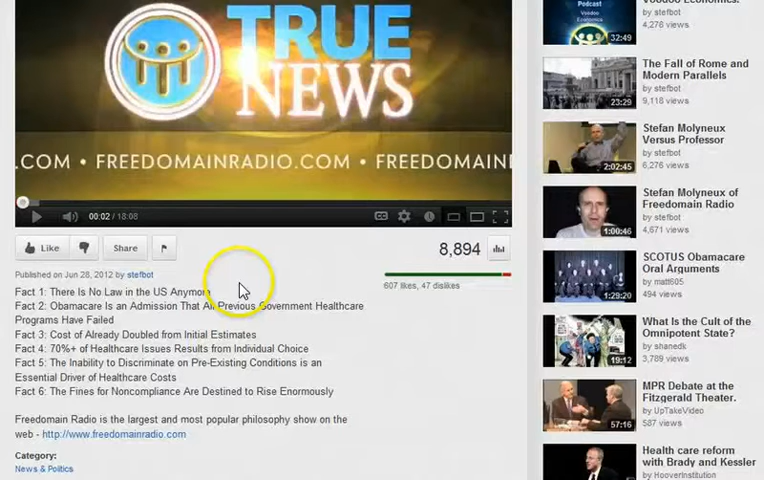 TRUE
NEWS
.COM • FREEDOMAINRADIO.COM • FREEDOMAIN
00:02 / 18:08
CC
Like
Share
8,894
Published on Jun 28, 2012 by stefbot
607 likes, 47 dislikes
Fact 1: There Is No Law in the US Anymore
Fact 2: Obamacare Is an Admission That All Previous Government Healthcare
Programs Have Failed
Fact 3: Cost of Already Doubled from Initial Estimates
Fact 4: 70%+ of Healthcare Issues Results from Individual Choice
Fact 5: The Inability to Discriminate on Pre-Existing Conditions is an
Essential Driver of Healthcare Costs
Fact 6: The Fines for Noncompliance Are Destined to Rise Enormously
Freedomain Radio is the largest and most popular philosophy show on the
web - http://www.freedomainradio.com
Category:
News & Politics
Podcast
Voodoo
Economics
32:49
by stefbot
4,276 views
23:29
The Fall of Rome and
Modern Parallels
by stefbot
9,118 views
2:02:45
Stefan Molyneux
Versus Professor
by stefbot
6,276 views
1:00:46
Stefan Molyneux of
Freedomain Radio
by stefbot
4,671 views
1:29:20
SCOTUS Obamacare
Oral Arguments
by matt605
494 views
19:12
What Is the Cult of the
Omnipotent State?
by shanedk
3,789 views
57:16
MPR Debate at the
Fitzgerald Theater.
by UpTakeVideo
587 views
Health care reform
with Brady and Kessler
by HooverInstitution